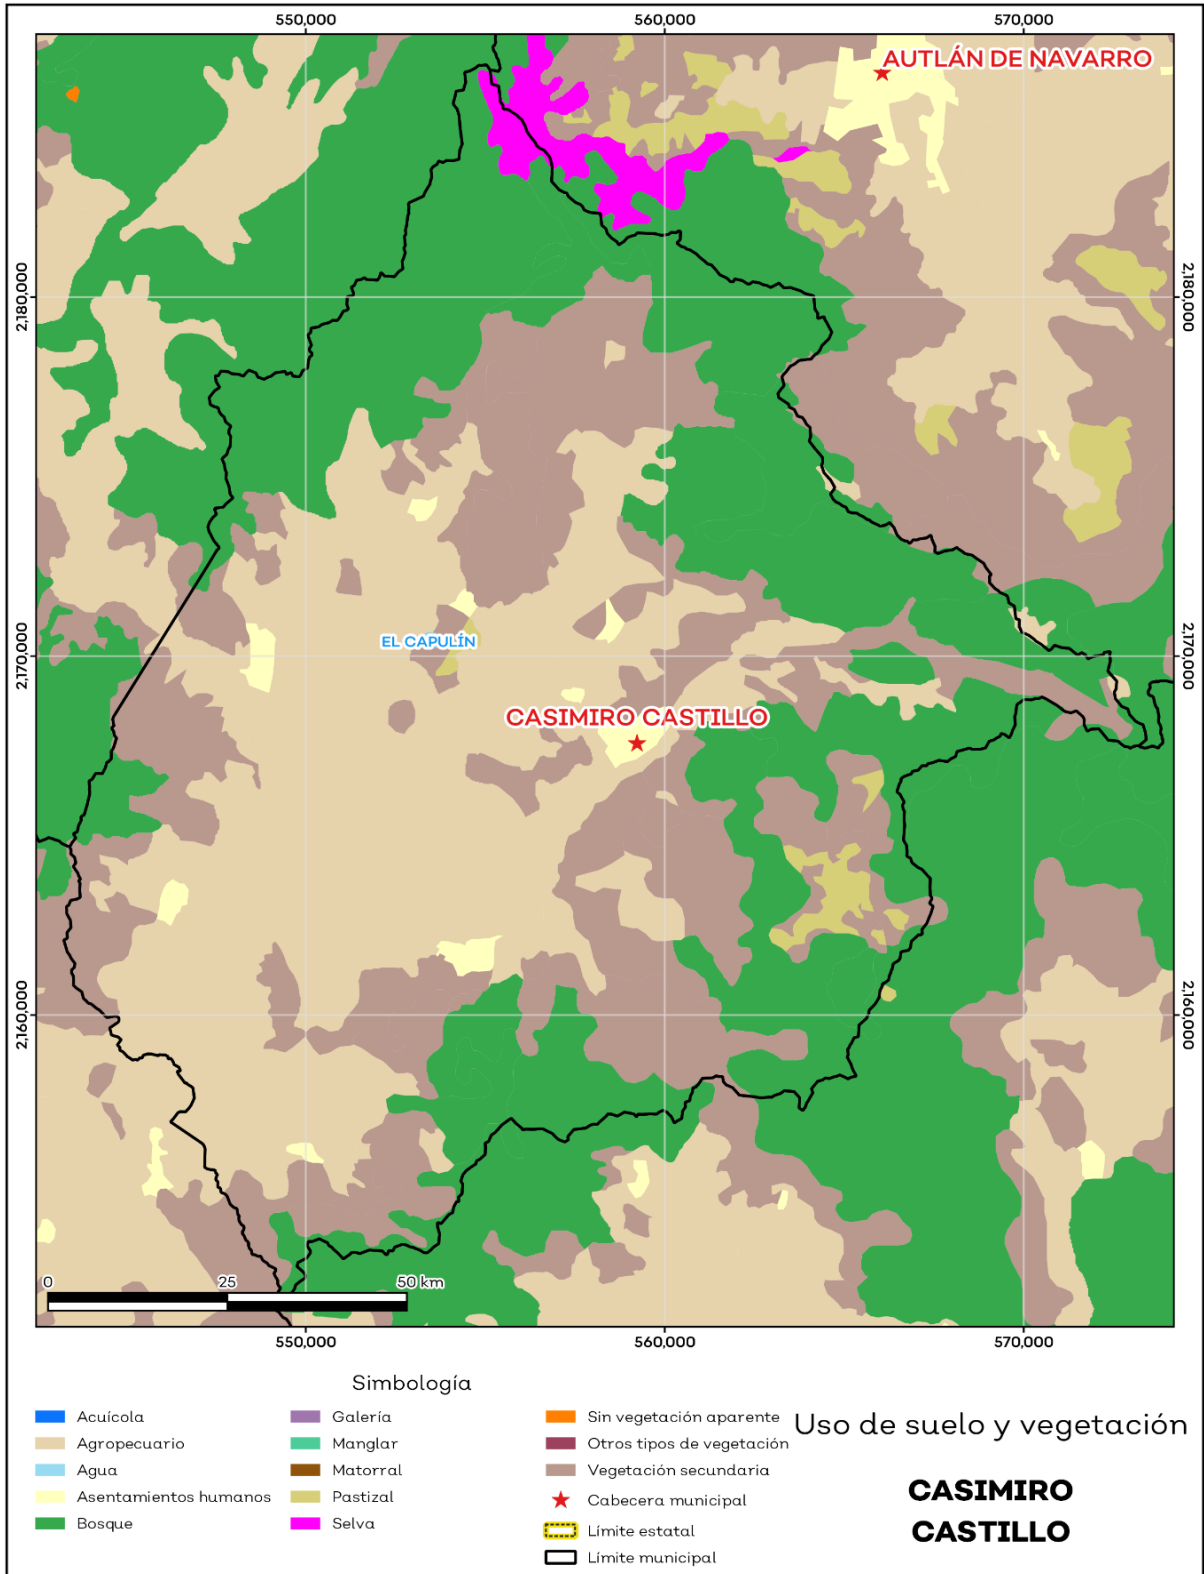 550,000 560,000 570,000
AUTLÁN DE NAVARRO
2,180,000 2,180,000
EL CAPULÍN
2,170,000 2,170,000
CASIMIRO CASTILLO
2,160,000 2,160,000
0 25 50 km
550,000 560,000 570,000
Simbología
Acuícola
Agropecuario
Agua
Asentamientos humanos
Bosque
Galería
Manglar
Matorral
Pastizal
Selva
Sin vegetación aparente
Otros tipos de vegetación
Vegetación secundaria
Cabecera municipal
Límite estatal
Límite municipal
Uso de suelo y vegetación
CASIMIRO
CASTILLO